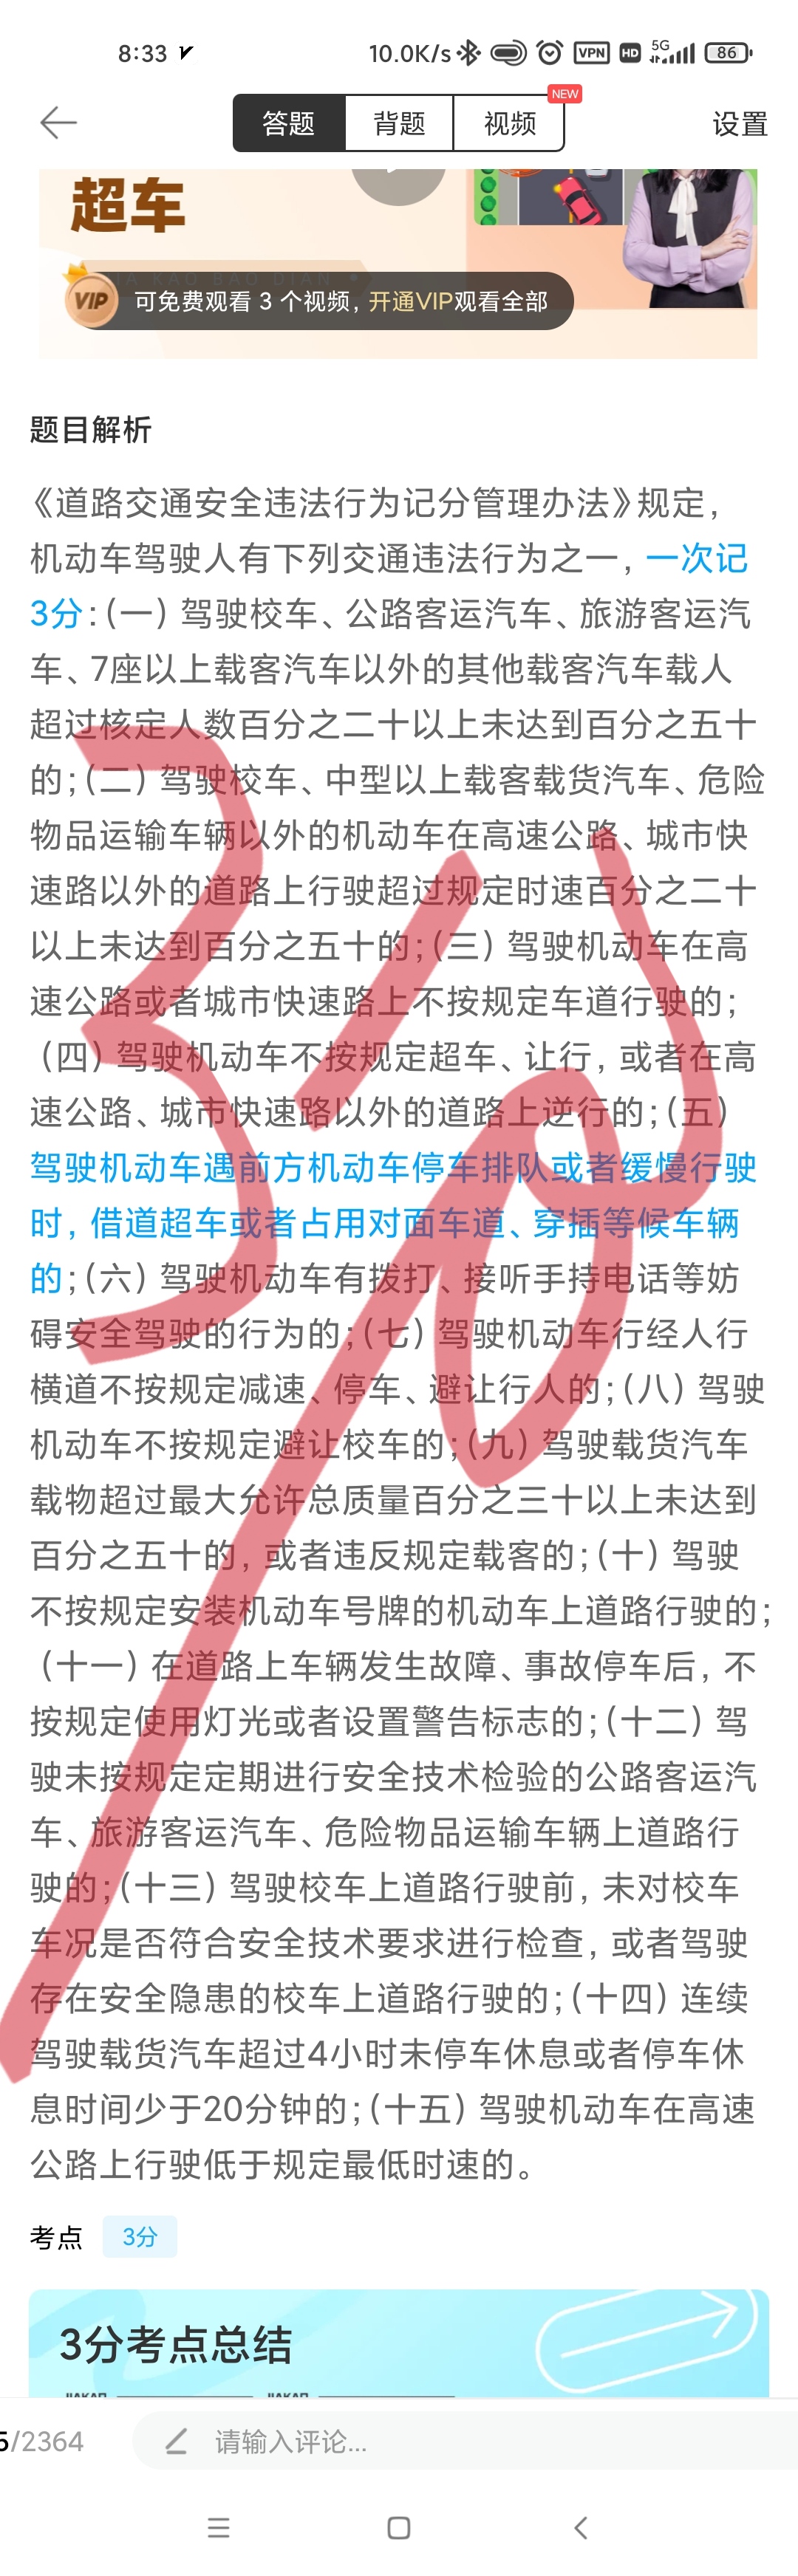 8:33
10.0K/s VPN HD 5G 86
答题 背题 视频 NEW 设置
超车
JIA KAO BAO DIAN
VIP 可免费观看 3 个视频, 开通VIP观看全部
题目解析
《道路交通安全违法行为记分管理办法》规定,
机动车驾驶人有下列交通违法行为之一, 一次记
3分:(一) 驾驶校车、公路客运汽车、旅游客运汽
车、7座以上载客汽车以外的其他载客汽车载人
超过核定人数百分之二十以上未达到百分之五十
的;(二) 驾驶校车、中型以上载客载货汽车、危险
物品运输车辆以外的机动车在高速公路、城市快
速路以外的道路上行驶超过规定时速百分之二十
以上未达到百分之五十的;(三) 驾驶机动车在高
速公路或者城市快速路上不按规定车道行驶的;
(四) 驾驶机动车不按规定超车、让行, 或者在高
速公路、城市快速路以外的道路上逆行的;(五)
驾驶机动车遇前方机动车停车排队或者缓慢行驶
时, 借道超车或者占用对面车道、穿插等候车辆
的;(六) 驾驶机动车有拨打、接听手持电话等妨
碍安全驾驶的行为的;(七) 驾驶机动车行经人行
横道不按规定减速、停车、避让行人的;(八) 驾驶
机动车不按规定避让校车的;(九) 驾驶载货汽车
载物超过最大允许总质量百分之三十以上未达到
百分之五十的, 或者违反规定载客的;(十) 驾驶
不按规定安装机动车号牌的机动车上道路行驶的;
(十一) 在道路上车辆发生故障、事故停车后, 不
按规定使用灯光或者设置警告标志的;(十二) 驾
驶未按规定定期进行安全技术检验的公路客运汽
车、旅游客运汽车、危险物品运输车辆上道路行
驶的;(十三) 驾驶校车上道路行驶前, 未对校车
车况是否符合安全技术要求进行检查, 或者驾驶
存在安全隐患的校车上道路行驶的;(十四) 连续
驾驶载货汽车超过4小时未停车休息或者停车休
息时间少于20分钟的;(十五) 驾驶机动车在高速
公路上行驶低于规定最低时速的。
考点 3分
3分考点总结
5/2364 请输入评论...